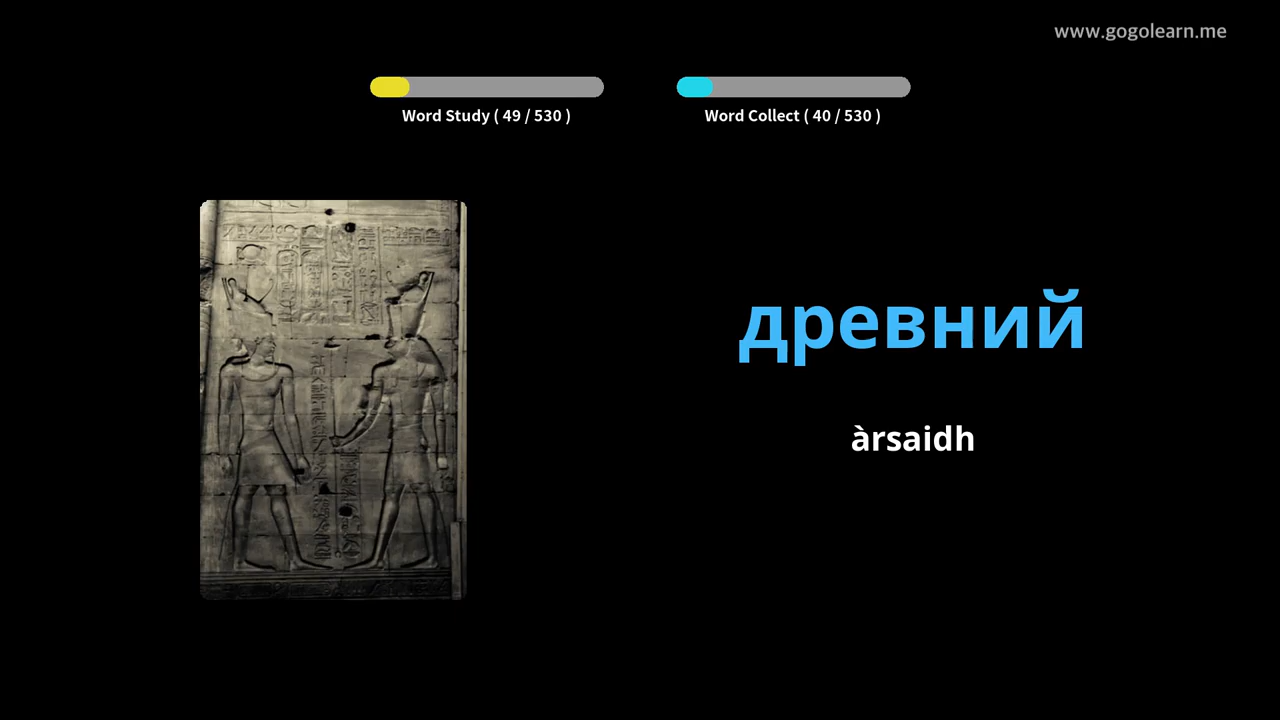 www.gogolearn.me
Word Study ( 49 / 530 )
Word Collect ( 40 / 530 )
древний
àrsaidh